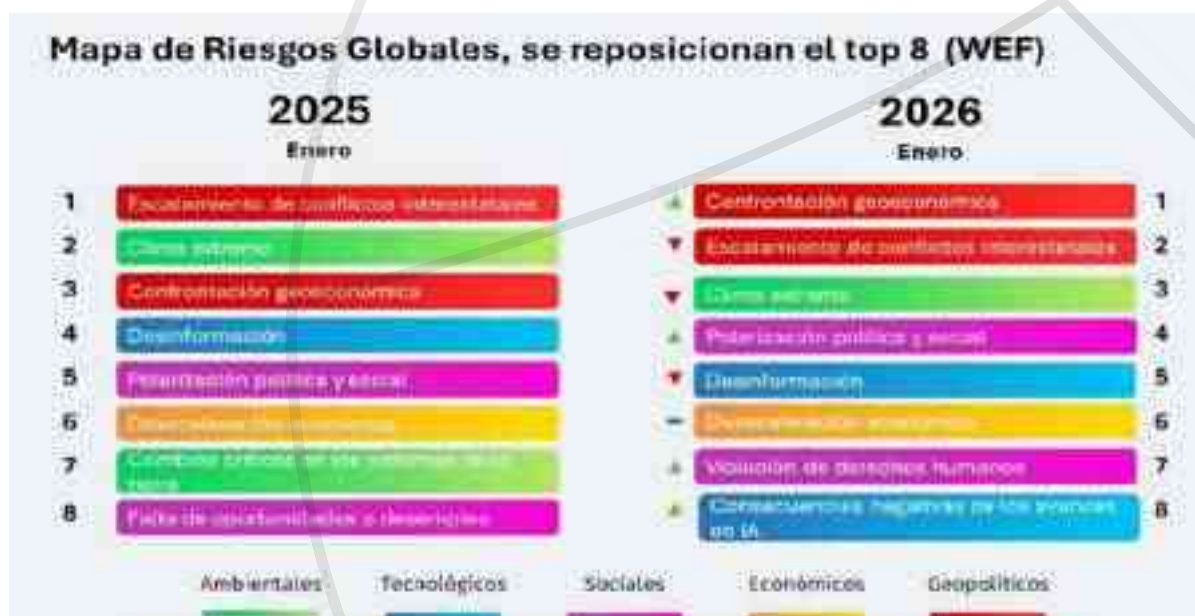 Mapa de Riesgos Globales, se reposicionan el top 8 (WEF)
2025
Enero
1 Escalamiento de conflictos interestatales
2 Clima extremo
3 Confrontación geoeconómica
4 Desinformación
5 Polarización política y social
6 económica
7 Cambios críticos en
tierra
8 Falta de oportunidades o desempleo
2026
Enero
Confrontación geoeconómica 1
Escalamiento de conflictos interestatales 2
Clima extremo 3
Polarización política y social 4
Desinformación 5
Desaceleración económica 6
Violación de derechos humanos 7
Consecuencias negativas de los avances 8
en IA
Ambientales Tecnológicos Sociales Económicos Geopolíticos